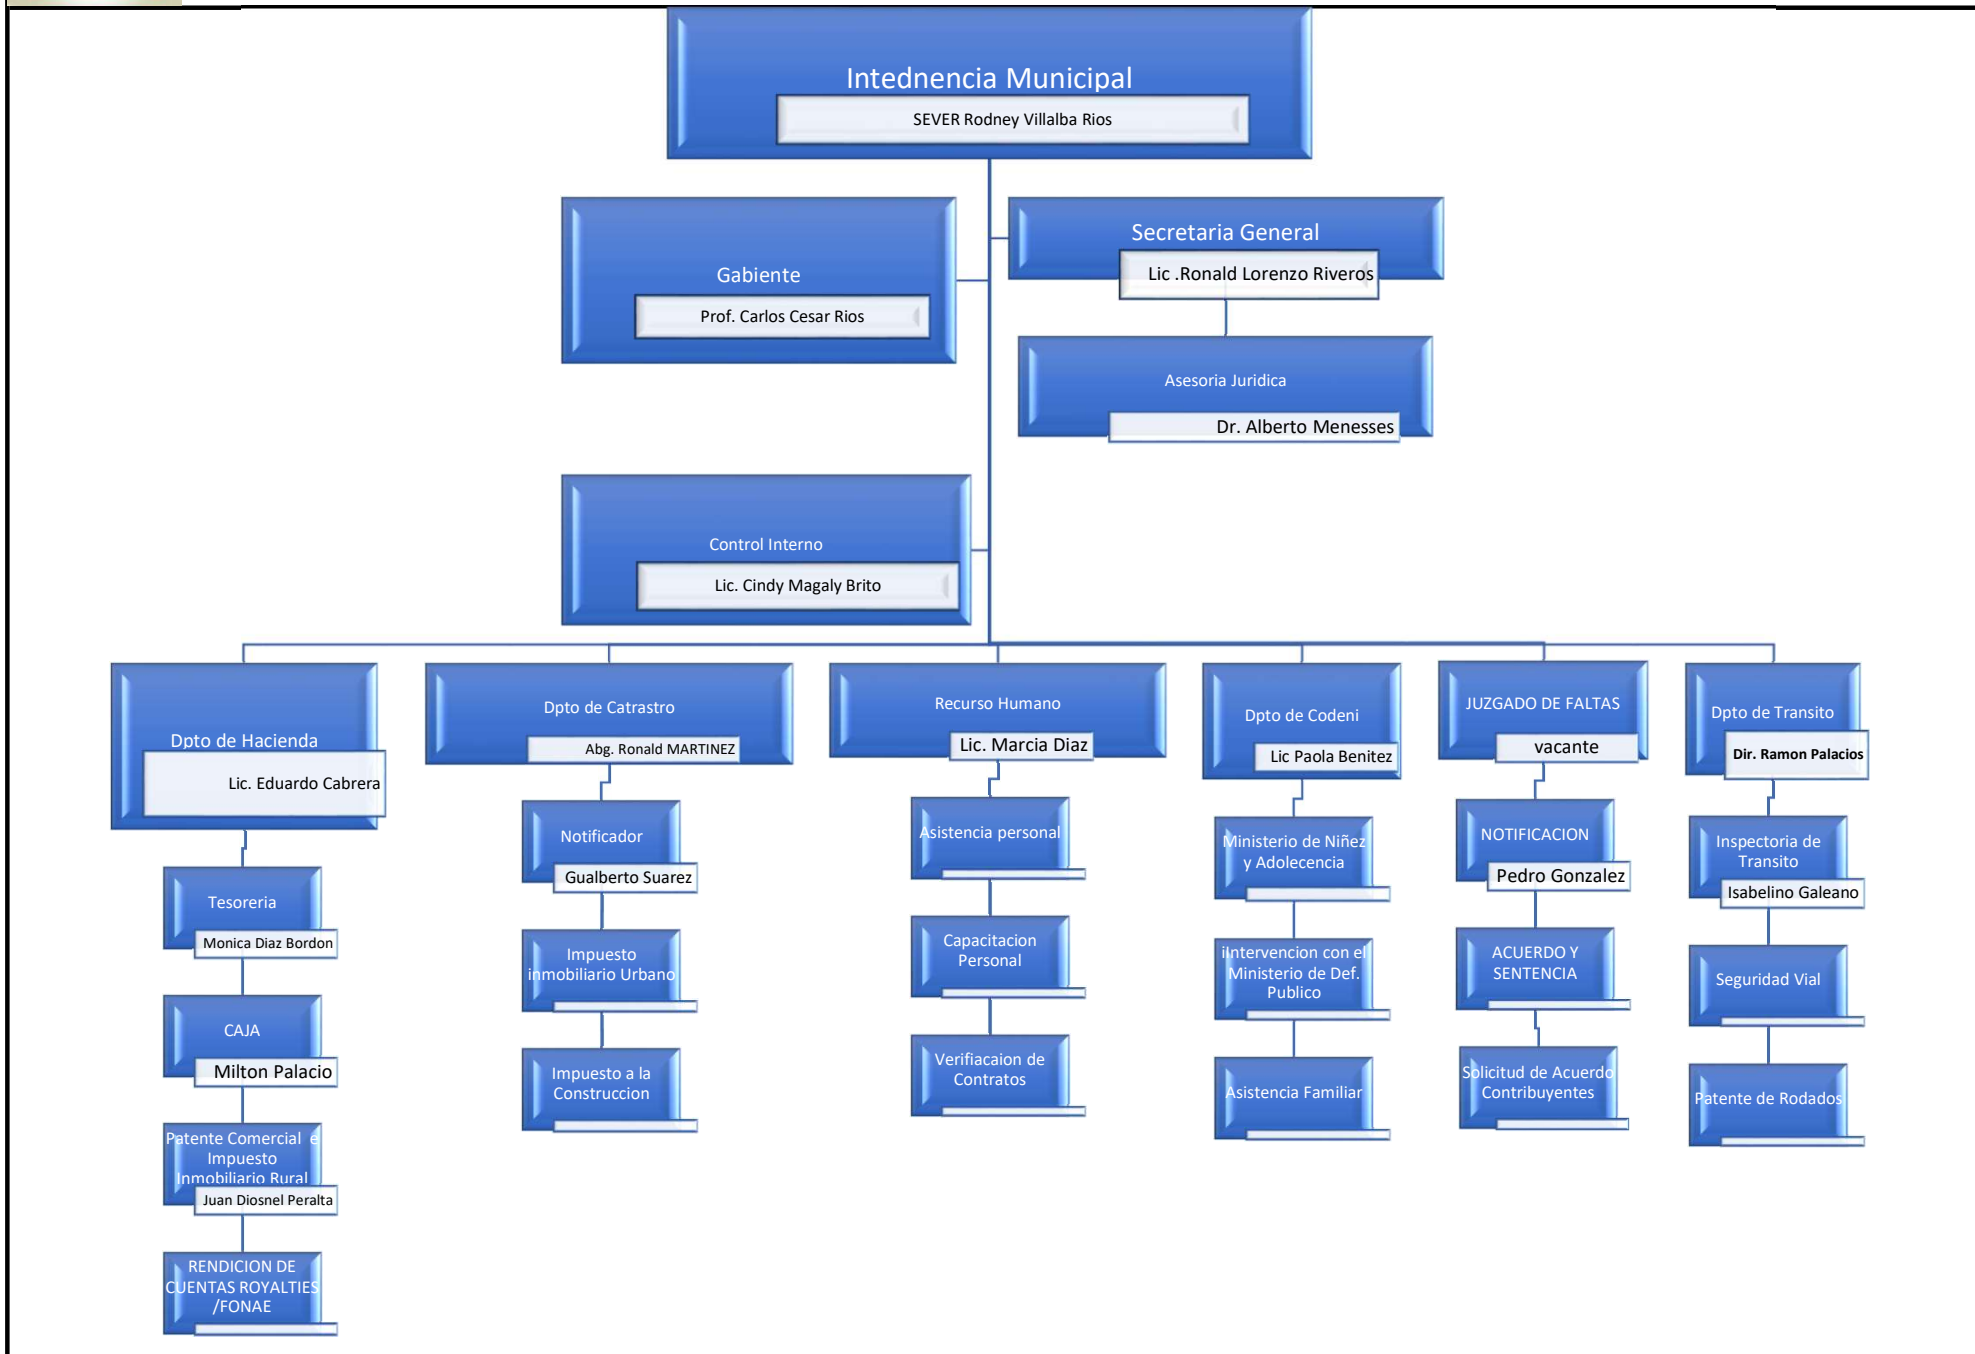 Intednencia Municipal
SEVER Rodney Villalba Rios
Gabiente
Prof. Carlos Cesar Rios
Secretaria General
Lic .Ronald Lorenzo Riveros
Asesoria Juridica
Dr. Alberto Menesses
Control Interno
Lic. Cindy Magaly Brito
Dpto de Hacienda
Lic. Eduardo Cabrera
Tesoreria
Monica Diaz Bordon
CAJA
Milton Palacio
Patente Comercial e
Impuesto
Inmobiliario Rural
Juan Diosnel Peralta
RENDICION DE
CUENTAS ROYALTIES
/FONAE
Dpto de Catrastro
Abg. Ronald MARTINEZ
Notificador
Gualberto Suarez
Impuesto
inmobiliario Urbano
Impuesto a la
Construccion
Recurso Humano
Lic. Marcia Diaz
Asistencia personal
Capacitacion
Personal
Verifiacaion de
Contratos
Dpto de Codeni
Lic Paola Benitez
Ministerio de Niñez
y Adolecencia
iIntervencion con el
Ministerio de Def.
Publico
Asistencia Familiar
JUZGADO DE FALTAS
vacante
NOTIFICACION
Pedro Gonzalez
ACUERDO Y
SENTENCIA
Solicitud de Acuerdo
Contribuyentes
Dpto de Transito
Dir. Ramon Palacios
Inspectoria de
Transito
Isabelino Galeano
Seguridad Vial
Patente de Rodados